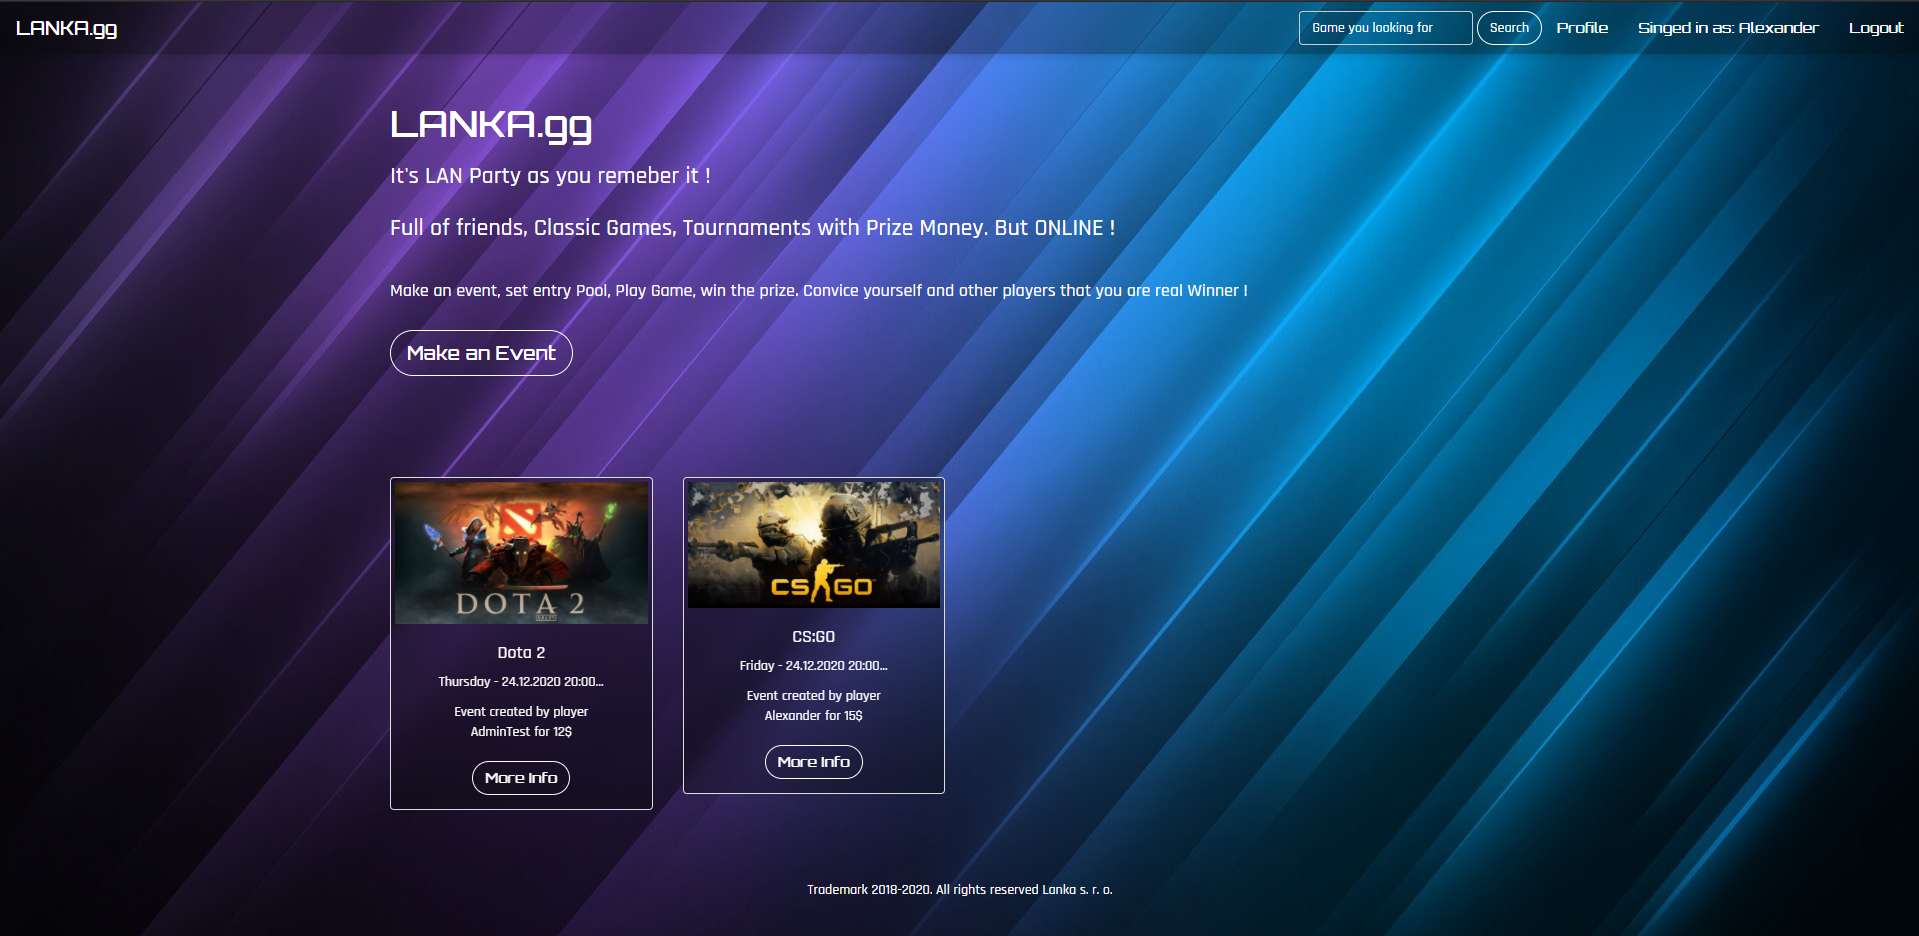 LANKA.gg
Game you looking for
Search
Profile
Singed in as: Alexander
Logout
LANKA.gg
It's LAN Party as you remeber it !
Full of friends, Classic Games, Tournaments with Prize Money. But ONLINE !
Make an event, set entry Pool, Play Game, win the prize. Convice yourself and other players that you are real Winner !
Make an Event
DOTA 2
Dota 2
Thursday - 24.12.2020 20:00...
Event created by player
AdminTest for 12$
More Info
CS GO
CS:GO
Friday - 24.12.2020 20:00...
Event created by player
Alexander for 15$
More Info
Trademark 2018-2020. All rights reserved Lanka s. r. o.